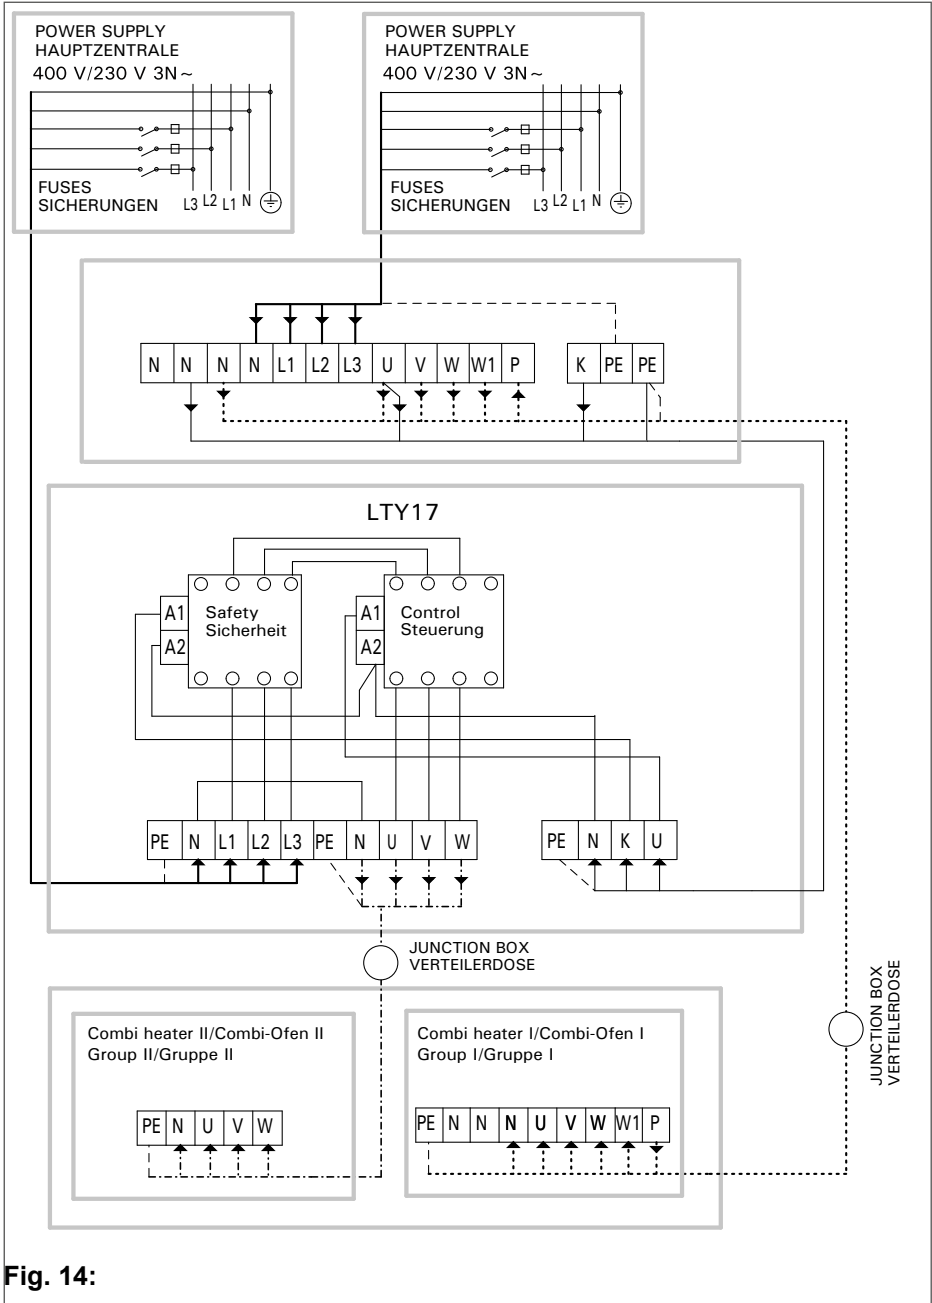 POWER SUPPLY
HAUPTZENTRALE
400 V/230 V 3N ~
FUSES
SICHERUNGEN
L3 L2 L1 N
POWER SUPPLY
HAUPTZENTRALE
400 V/230 V 3N ~
FUSES
SICHERUNGEN
L3 L2 L1 N
N N N N L1 L2 L3 U V W W1 P
K PE PE
LTY17
A1
A2
Safety
Sicherheit
A1
A2
Control
Steuerung
PE N L1 L2 L3 PE N U V W
PE N K U
JUNCTION BOX
VERTEILERDOSE
JUNCTION BOX
VERTEILERDOSE
Combi heater II/Combi-Ofen II
Group II/Gruppe II
PE N U V W
Combi heater I/Combi-Ofen I
Group I/Gruppe I
PE N N N U V W W1 P
Fig. 14: